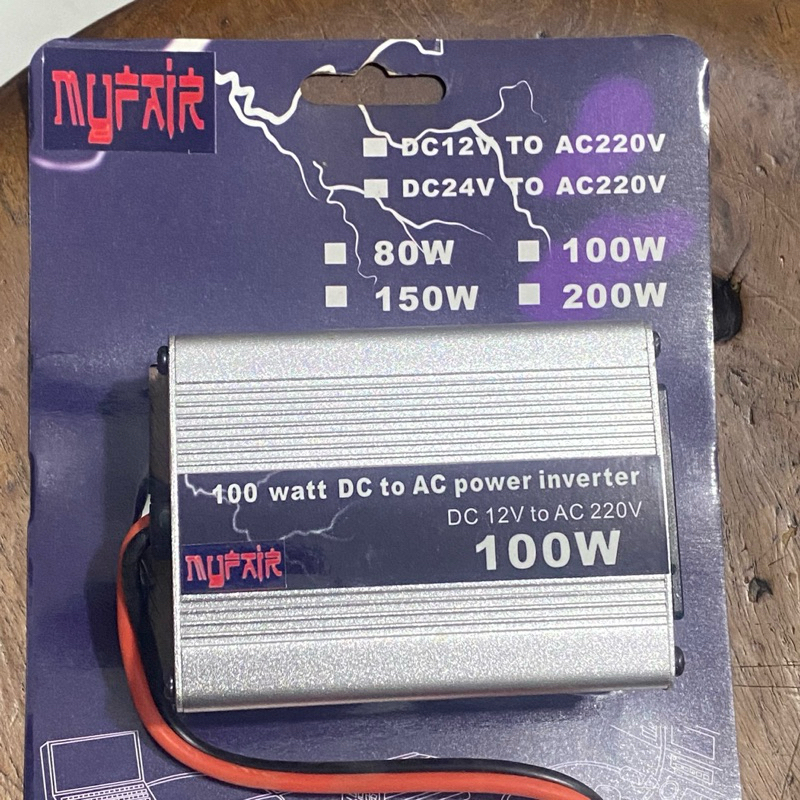 MYFAIR
DC12V TO AC220V
DC24V TO AC220V
80W 100W
150W 200W
100 watt DC to AC power inverter
DC 12V to AC 220V
100W
MYFAIR